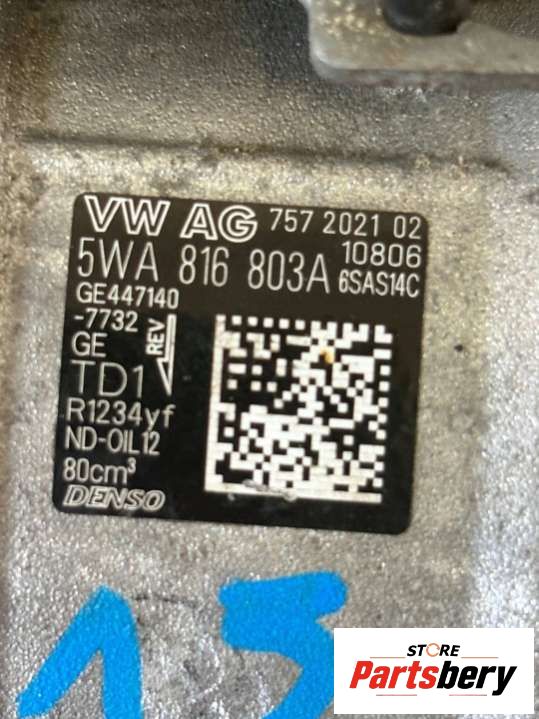 VW AG 757 2021 02
5WA 816 803A 10806
6SAS14C
GE447140
-7732
GE
REV
TD1
R1234yf
ND-OIL12
80cm³
DENSO
13
STORE
Partsbery